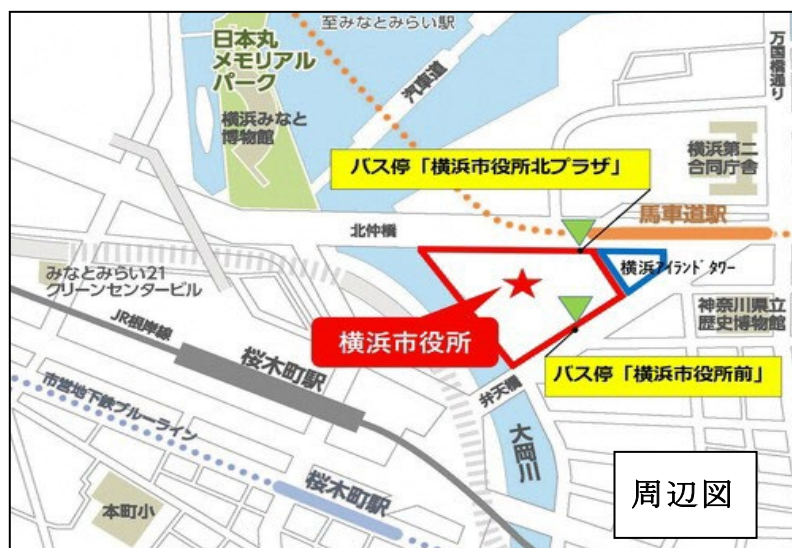 至みなとみらい駅
日本丸
メモリアル
パーク
汽車道
万国橋通り
横浜みなと
博物館
横浜第二
合同庁舎
バス停「横浜市役所北プラザ」
馬車道駅
北仲橋
横浜アイランドタワー
みなとみらい21
クリーンセンタービル
神奈川県立
歴史博物館
JR根岸線
横浜市役所
桜木町駅
バス停「横浜市役所前」
弁天橋
市営地下鉄ブルーライン
大岡川
桜木町駅
本町小
周辺図